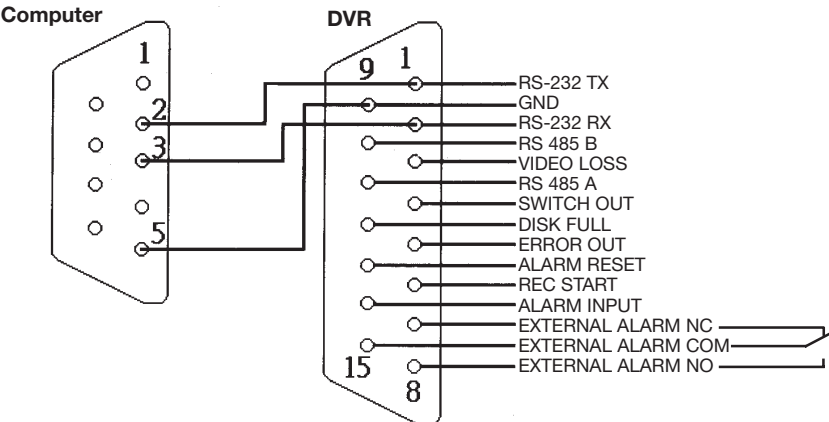 Computer
DVR
1
2
3
5
9
1
15
8
RS-232 TX
GND
RS-232 RX
RS 485 B
VIDEO LOSS
RS 485 A
SWITCH OUT
DISK FULL
ERROR OUT
ALARM RESET
REC START
ALARM INPUT
EXTERNAL ALARM NC
EXTERNAL ALARM COM
EXTERNAL ALARM NO